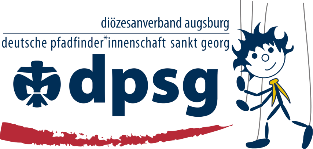 diözesanverband augsburg
deutsche pfadfinder*innenschaft sankt georg
dpsg